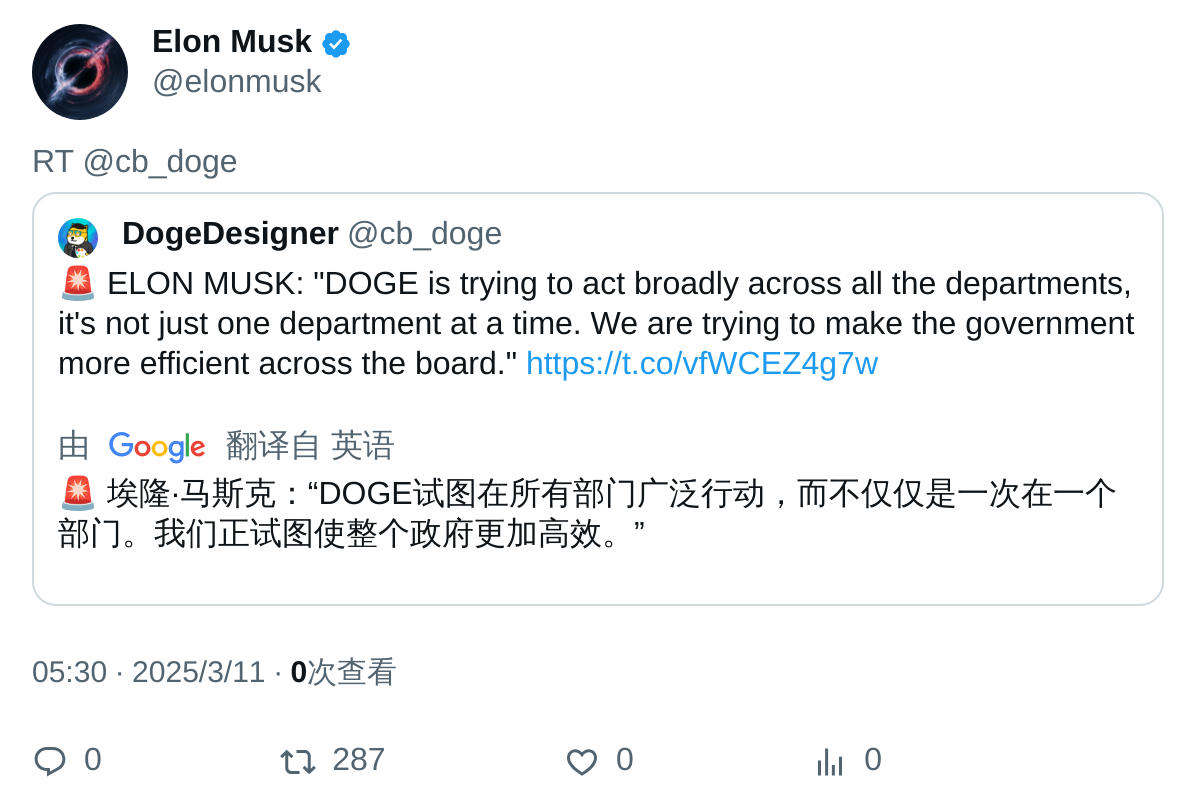 Elon Musk
@elonmusk
RT @cb_doge
DogeDesigner @cb_doge
🚨 ELON MUSK: "DOGE is trying to act broadly across all the departments,
it's not just one department at a time. We are trying to make the government
more efficient across the board." https://t.co/vfWCEZ4g7w
由 Google 翻译自 英语
🚨 埃隆·马斯克：“DOGE试图在所有部门广泛行动，而不仅仅是一次在一个
部门。我们正试图使整个政府更加高效。”
05:30 · 2025/3/11 · 0次查看
0 287 0 0